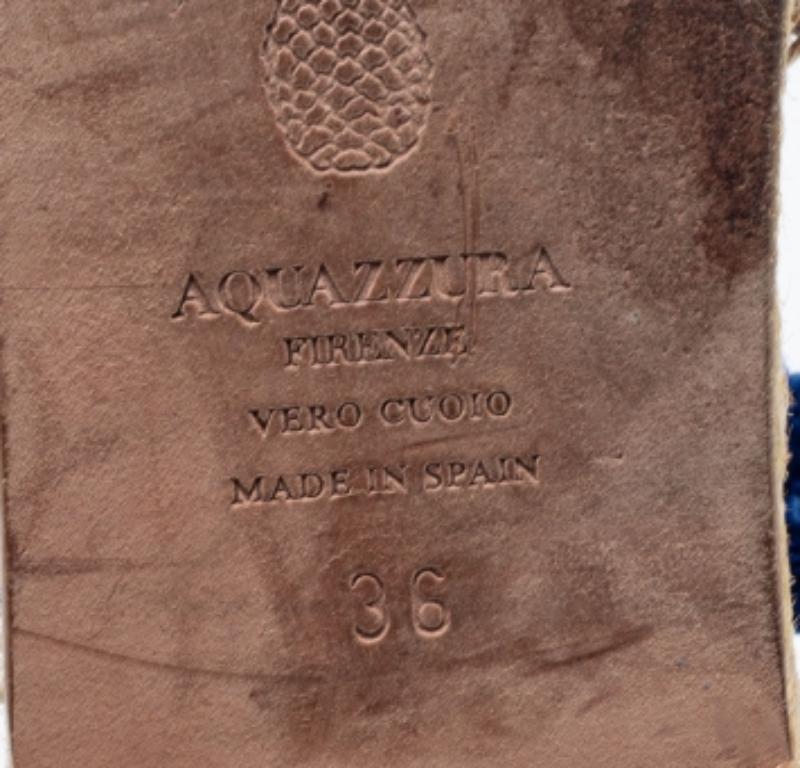 AQUAZZURA
FIRENZE
VERO CUOIO
MADE IN SPAIN
36